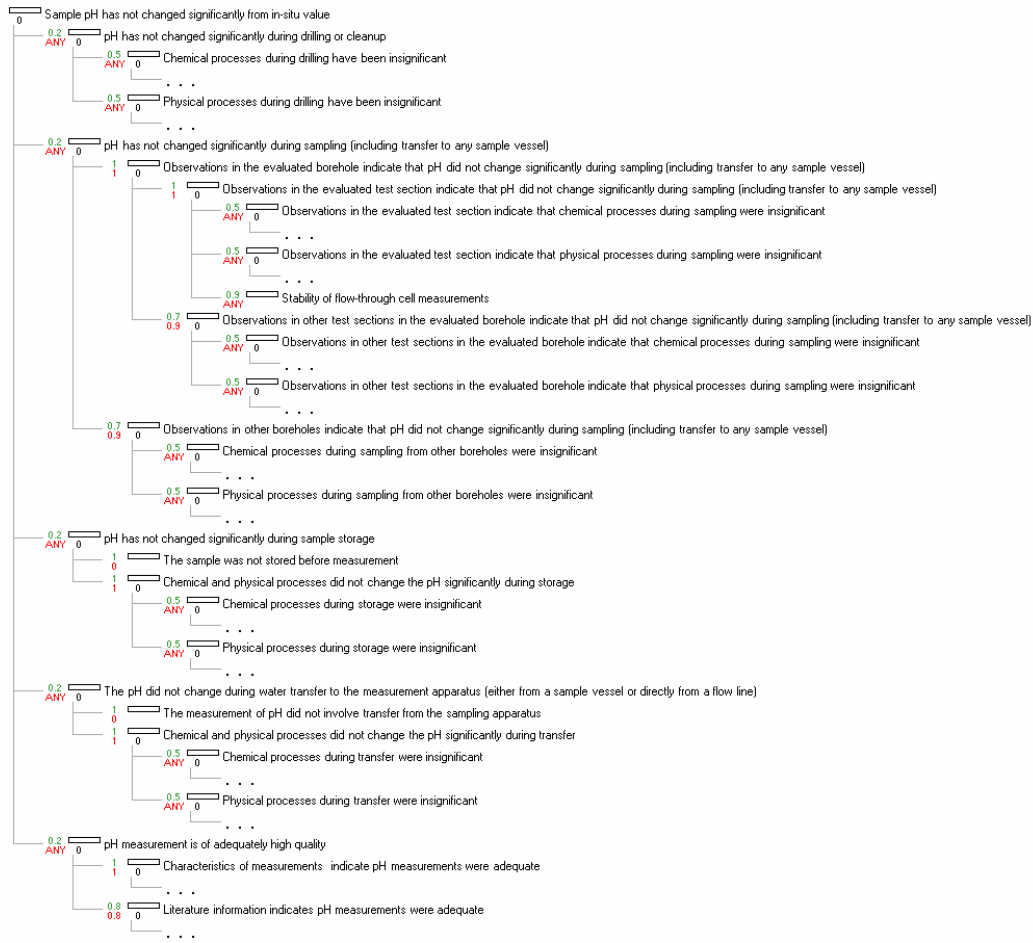 Sample pH has not changed significantly from in-situ value
0
0.2 pH has not changed significantly during drilling or cleanup
ANY 0
0.5 Chemical processes during drilling have been insignificant
ANY 0
. . .
0.5 Physical processes during drilling have been insignificant
ANY 0
. . .
0.2 pH has not changed significantly during sampling (including transfer to any sample vessel)
ANY 0
1 Observations in the evaluated borehole indicate that pH did not change significantly during sampling (including transfer to any sample vessel)
1 0
1 Observations in the evaluated test section indicate that pH did not change significantly during sampling (including transfer to any sample vessel)
1 0
0.5 Observations in the evaluated test section indicate that chemical processes during sampling were insignificant
ANY 0
. . .
0.5 Observations in the evaluated test section indicate that physical processes during sampling were insignificant
ANY 0
. . .
0.9 Stability of flow-through cell measurements
ANY
0.7 Observations in other test sections in the evaluated borehole indicate that pH did not change significantly during sampling (including transfer to any sample vessel)
0.9 0
0.5 Observations in other test sections in the evaluated borehole indicate that chemical processes during sampling were insignificant
ANY 0
. . .
0.5 Observations in other test sections in the evaluated borehole indicate that physical processes during sampling were insignificant
ANY 0
. . .
0.7 Observations in other boreholes indicate that pH did not change significantly during sampling (including transfer to any sample vessel)
0.9 0
0.5 Chemical processes during sampling from other boreholes were insignificant
ANY 0
. . .
0.5 Physical processes during sampling from other boreholes were insignificant
ANY 0
. . .
0.2 pH has not changed significantly during sample storage
ANY 0
1 The sample was not stored before measurement
0
1 Chemical and physical processes did not change the pH significantly during storage
1 0
0.5 Chemical processes during storage were insignificant
ANY 0
. . .
0.5 Physical processes during storage were insignificant
ANY 0
. . .
0.2 The pH did not change during water transfer to the measurement apparatus (either from a sample vessel or directly from a flow line)
ANY 0
1 The measurement of pH did not involve transfer from the sampling apparatus
0
1 Chemical and physical processes did not change the pH significantly during transfer
1 0
0.5 Chemical processes during transfer were insignificant
ANY 0
. . .
0.5 Physical processes during transfer were insignificant
ANY 0
. . .
0.2 pH measurement is of adequately high quality
ANY 0
1 Characteristics of measurements indicate pH measurements were adequate
1 0
. . .
0.8 Literature information indicates pH measurements were adequate
0.8 0
. . .